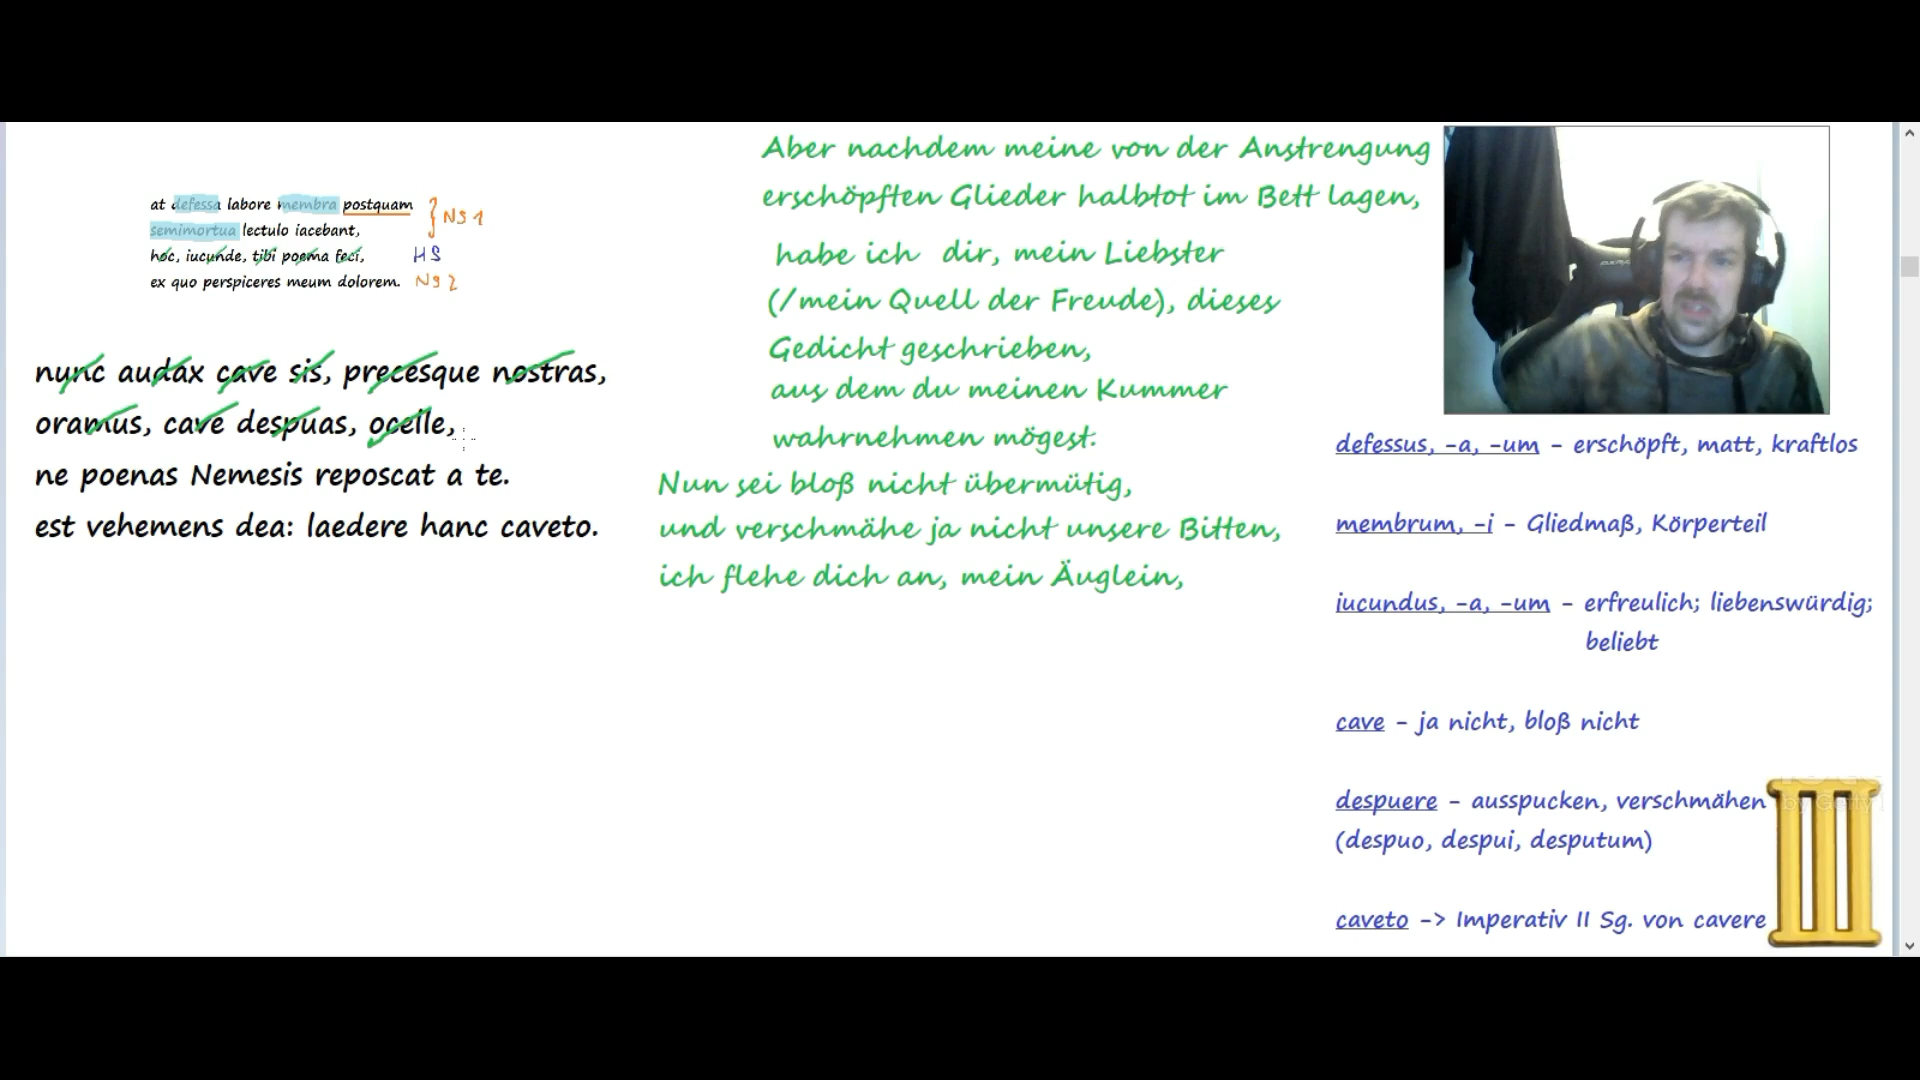 at defessa labore membra postquam
semimortua lectulo iacebant,
hoc, iucunde, tibi poema feci,
ex quo perspiceres meum dolorem.
NS 1
HS
NS 2
nunc audax cave sis, precesque nostras,
oramus, cave despuas, ocelle,
ne poenas Nemesis reposcat a te.
est vehemens dea: laedere hanc caveto.
Aber nachdem meine von der Anstrengung
erschöpften Glieder halbtot im Bett lagen,
habe ich dir, mein Liebster
(/mein Quell der Freude), dieses
Gedicht geschrieben,
aus dem du meinen Kummer
wahrnehmen mögest.
Nun sei bloß nicht übermütig,
und verschmähe ja nicht unsere Bitten,
ich flehe dich an, mein Äuglein,
defessus, -a, -um - erschöpft, matt, kraftlos
membrum, -i - Gliedmaß, Körperteil
iucundus, -a, -um - erfreulich; liebenswürdig;
beliebt
cave - ja nicht, bloß nicht
despuere - ausspucken, verschmähen
(despuo, despui, desputum)
caveto -> Imperativ II Sg. von cavere